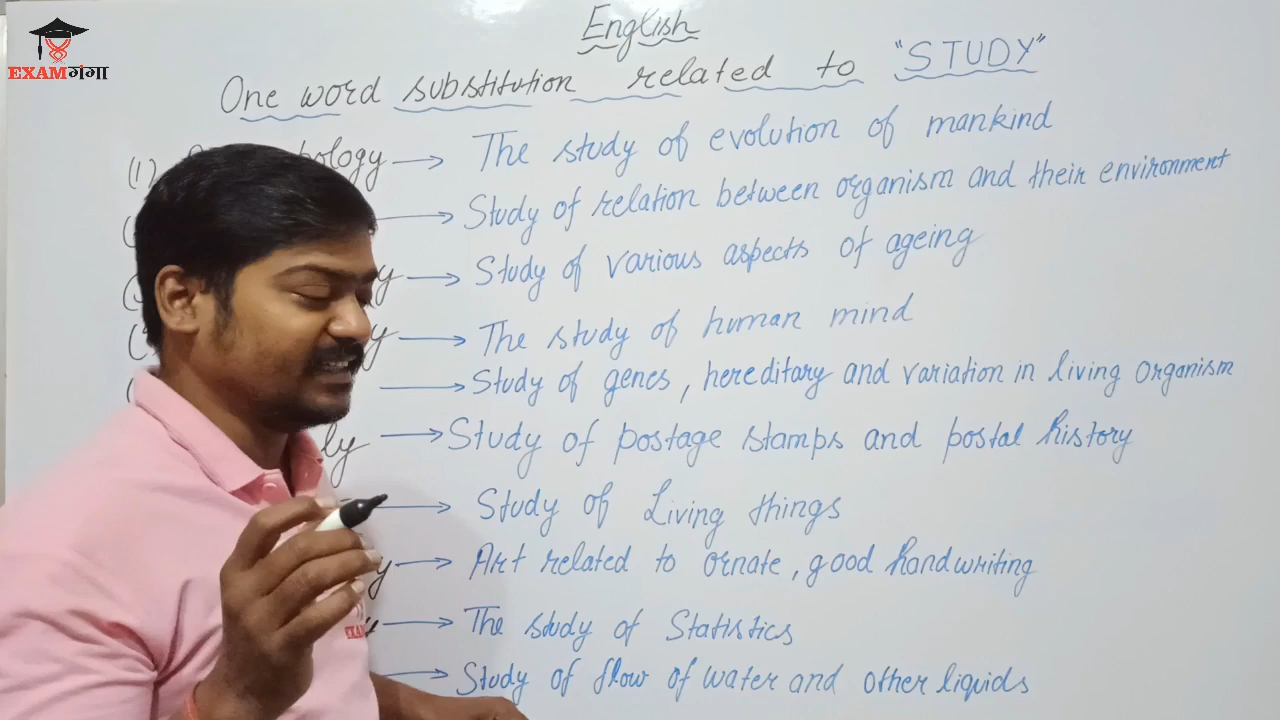 EXAMगंगा
English
One word substitution related to "STUDY"
(1) → The study of evolution of mankind
→ Study of relation between organism and their environment
→ Study of various aspects of ageing
→ The study of human mind
→ Study of genes, hereditary and variation in living organism
→ Study of postage stamps and postal history
→ Study of Living things
→ Art related to ornate, good handwriting
→ The study of Statistics
→ Study of flow of water and other liquids
EXAM